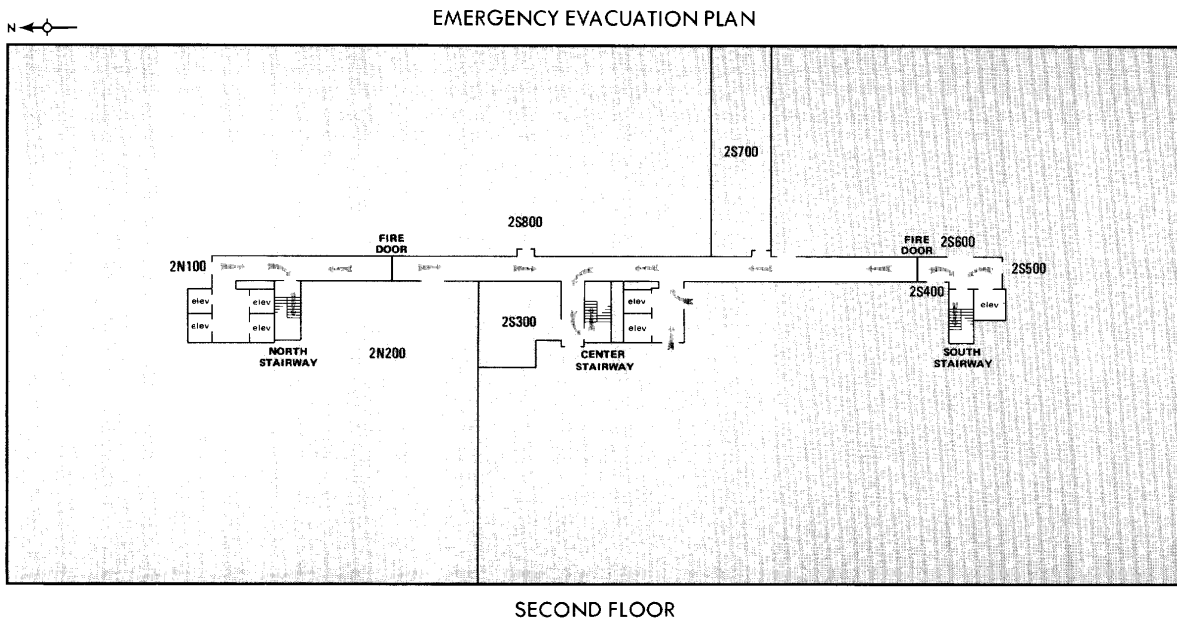 EMERGENCY EVACUATION PLAN
N
2S700
2S800
FIRE
DOOR
FIRE
DOOR
2S600
2N100
2S500
2S400
elev
elev
elev
elev
elev
elev
elev
2S300
NORTH
STAIRWAY
2N200
CENTER
STAIRWAY
SOUTH
STAIRWAY
SECOND FLOOR